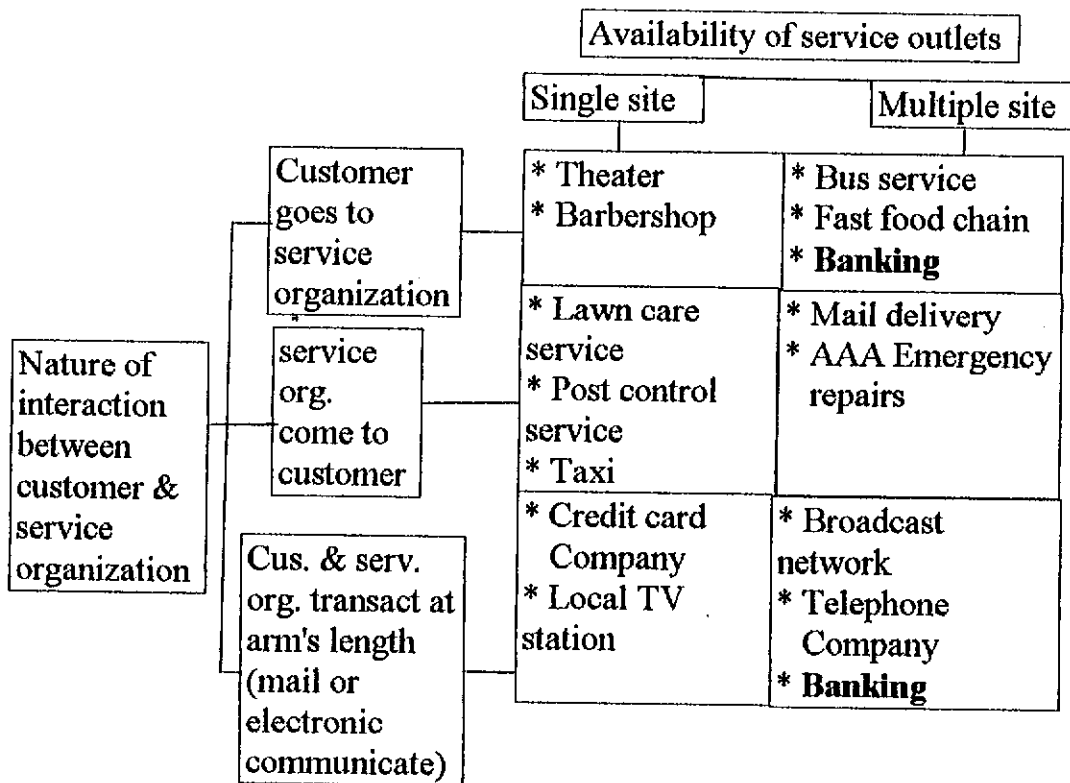 Availability of service outlets
Single site
Multiple site
Customer
goes to
service
organization
* Theater
* Barbershop
* Bus service
* Fast food chain
* Banking
Nature of
interaction
between
customer &
service
organization
service
org.
come to
customer
* Lawn care
service
* Post control
service
* Taxi
* Mail delivery
* AAA Emergency
repairs
Cus. & serv.
org. transact at
arm's length
(mail or
electronic
communicate)
* Credit card
Company
* Local TV
station
* Broadcast
network
* Telephone
Company
* Banking